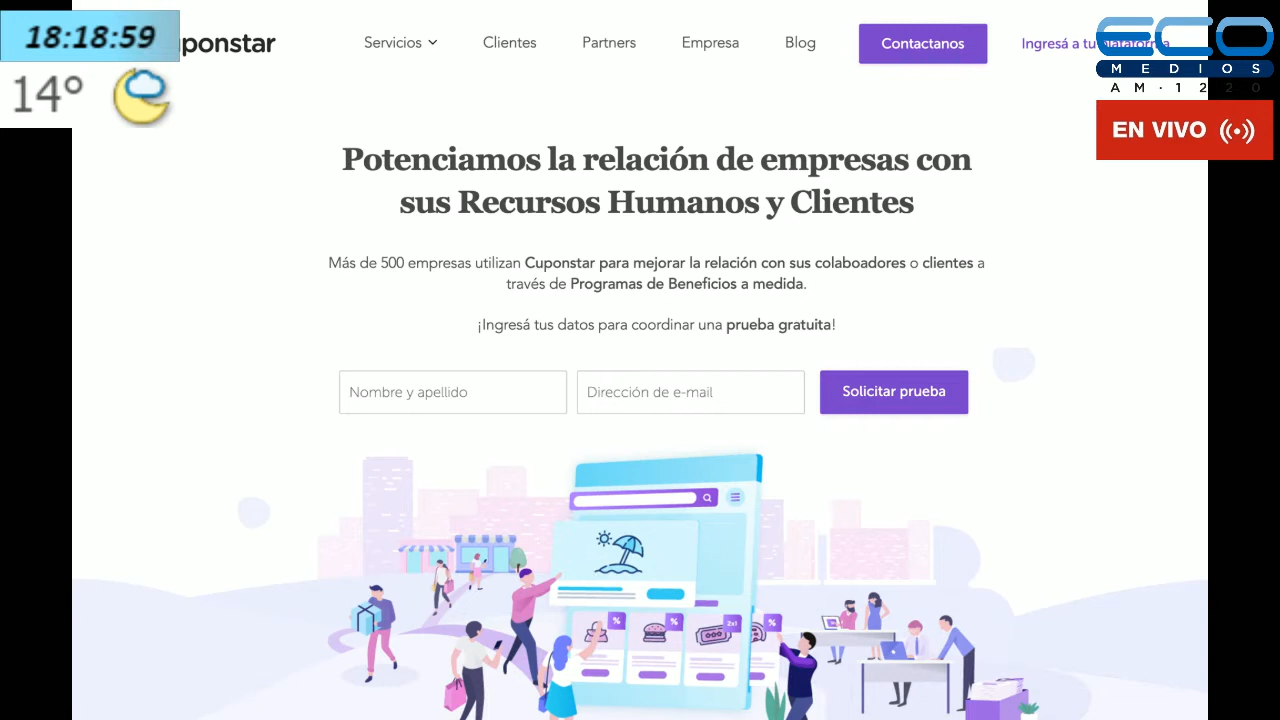 18:18:59
14°
uponstar
Servicios
Clientes
Partners
Empresa
Blog
Contactanos
Ingresá a tu plataforma
ECO
MEDIOS
AM·1220
EN VIVO
Potenciamos la relación de empresas con
sus Recursos Humanos y Clientes
Más de 500 empresas utilizan Cuponstar para mejorar la relación con sus colaboadores o clientes a
través de Programas de Beneficios a medida.
¡Ingresá tus datos para coordinar una prueba gratuita!
Nombre y apellido
Dirección de e-mail
Solicitar prueba
%
%
2x1
%